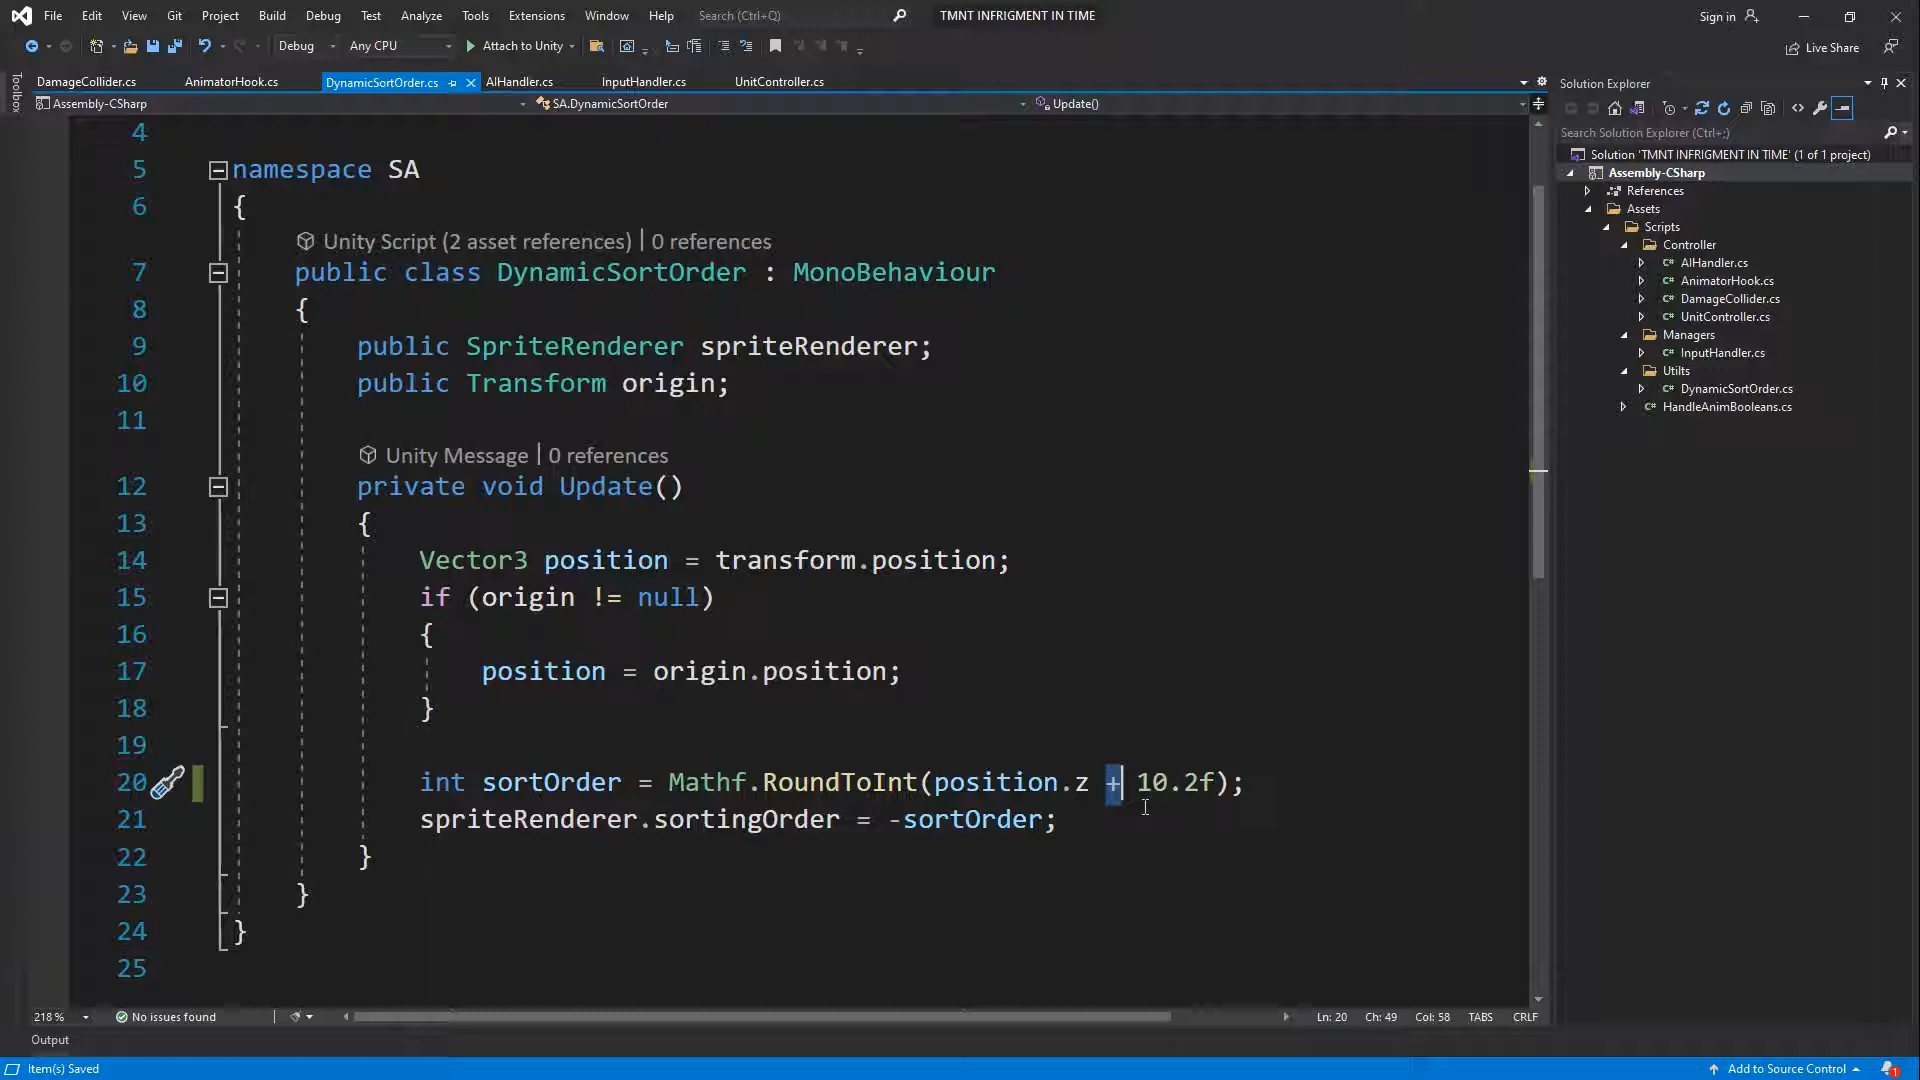 File Edit View Git Project Build Debug Test Analyze Tools Extensions Window Help Search (Ctrl+Q) TMNT INFRIGMENT IN TIME Sign in
Debug Any CPU Attach to Unity Live Share
Toolbox
DamageCollider.cs AnimatorHook.cs DynamicSortOrder.cs AIHandler.cs InputHandler.cs UnitController.cs
Assembly-CSharp SA.DynamicSortOrder Update()
4
5 namespace SA
6 {
Unity Script (2 asset references) | 0 references
7 public class DynamicSortOrder : MonoBehaviour
8 {
9 public SpriteRenderer spriteRenderer;
10 public Transform origin;
11
Unity Message | 0 references
12 private void Update()
13 {
14 Vector3 position = transform.position;
15 if (origin != null)
16 {
17 position = origin.position;
18 }
19
20 int sortOrder = Mathf.RoundToInt(position.z + 10.2f);
21 spriteRenderer.sortingOrder = -sortOrder;
22 }
23 }
24 }
25
218 % No issues found Ln: 20 Ch: 49 Col: 58 TABS CRLF
Output
Item(s) Saved Add to Source Control 1
Solution Explorer
Search Solution Explorer (Ctrl+;)
Solution 'TMNT INFRIGMENT IN TIME' (1 of 1 project)
Assembly-CSharp
References
Assets
Scripts
Controller
C# AIHandler.cs
C# AnimatorHook.cs
C# DamageCollider.cs
C# UnitController.cs
Managers
C# InputHandler.cs
Utilts
C# DynamicSortOrder.cs
C# HandleAnimBooleans.cs